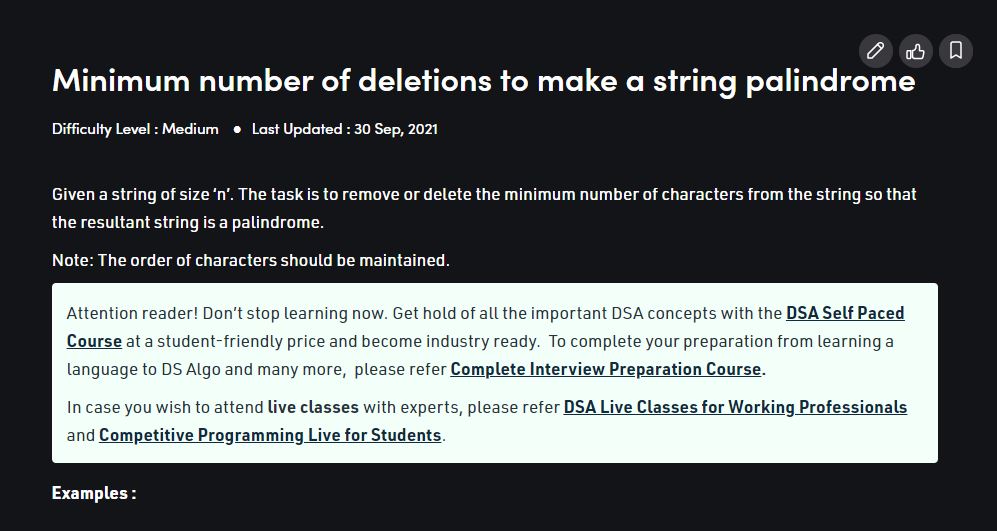 Minimum number of deletions to make a string palindrome
Difficulty Level : Medium ● Last Updated : 30 Sep, 2021
Given a string of size ‘n’. The task is to remove or delete the minimum number of characters from the string so that
the resultant string is a palindrome.
Note: The order of characters should be maintained.
Attention reader! Don’t stop learning now. Get hold of all the important DSA concepts with the DSA Self Paced
Course at a student-friendly price and become industry ready.  To complete your preparation from learning a
language to DS Algo and many more,  please refer Complete Interview Preparation Course.
In case you wish to attend live classes with experts, please refer DSA Live Classes for Working Professionals
and Competitive Programming Live for Students.
Examples :